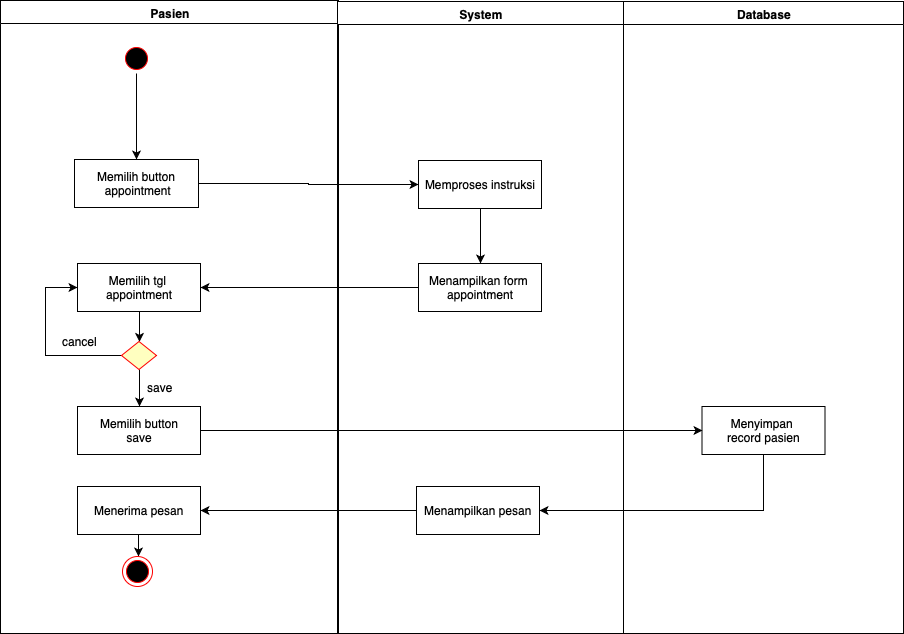 Pasien
System
Database
Memilih button
appointment
Memproses instruksi
Memilih tgl
appointment
Menampilkan form
appointment
cancel
save
Memilih button
save
Menyimpan
record pasien
Menerima pesan
Menampilkan pesan